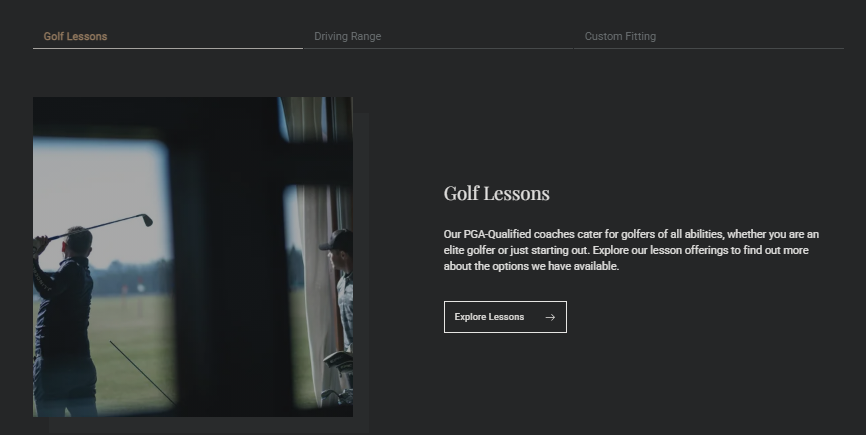 Golf Lessons
Driving Range
Custom Fitting
Golf Lessons
Our PGA-Qualified coaches cater for golfers of all abilities, whether you are an
elite golfer or just starting out. Explore our lesson offerings to find out more
about the options we have available.
Explore Lessons